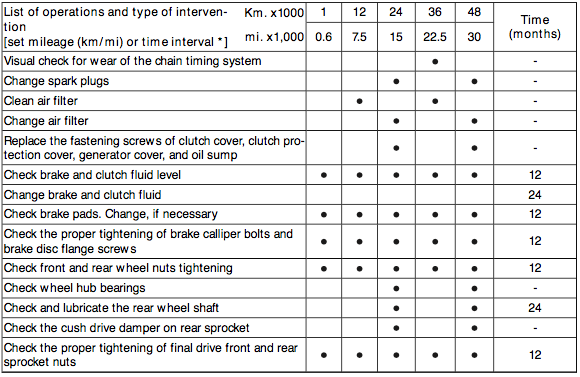 List of operations and type of interven- Km. x1000 1 12 24 36 48 Time
tion (months)
[set mileage (km/mi) or time interval *] mi. x1,000 0.6 7.5 15 22.5 30
Visual check for wear of the chain timing system ● -
Change spark plugs ● ● -
Clean air filter ● ● -
Change air filter ● ● -
Replace the fastening screws of clutch cover, clutch pro-
tection cover, generator cover, and oil sump ● ● -
Check brake and clutch fluid level ● ● ● ● ● 12
Change brake and clutch fluid 24
Check brake pads. Change, if necessary ● ● ● ● ● 12
Check the proper tightening of brake calliper bolts and
brake disc flange screws ● ● ● ● ● 12
Check front and rear wheel nuts tightening ● ● ● ● ● 12
Check wheel hub bearings ● ● -
Check and lubricate the rear wheel shaft ● ● 24
Check the cush drive damper on rear sprocket ● ● -
Check the proper tightening of final drive front and rear
sprocket nuts ● ● ● ● ● 12